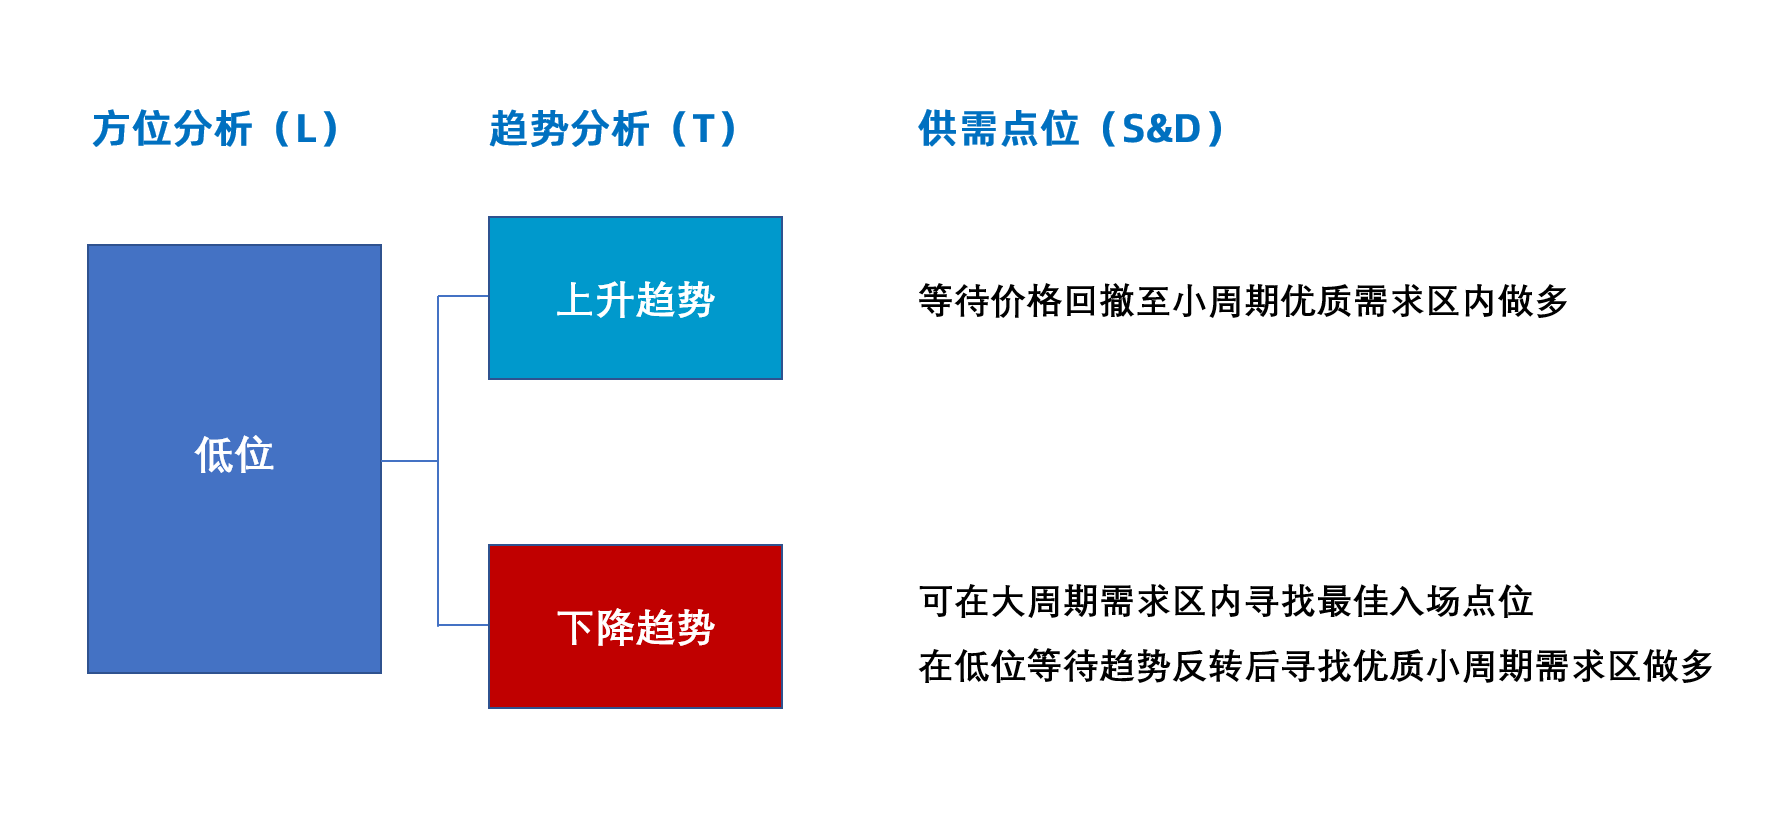 方位分析（L）
趋势分析（T）
供需点位（S&D）
低位
上升趋势
等待价格回撤至小周期优质需求区内做多
下降趋势
可在大周期需求区内寻找最佳入场点位
在低位等待趋势反转后寻找优质小周期需求区做多